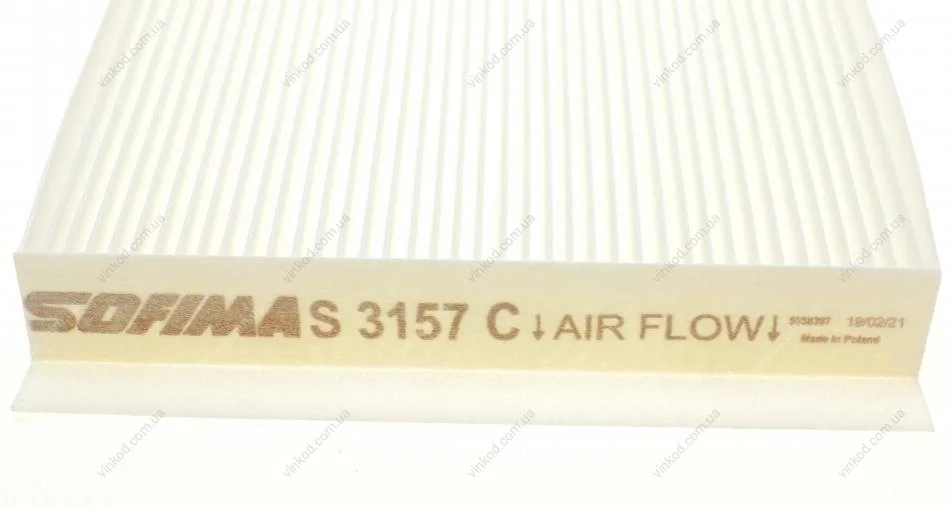 SOFIMA S 3157 C ↓ AIR FLOW ↓ 19/02/21
Made in Poland
vinkod.com.ua